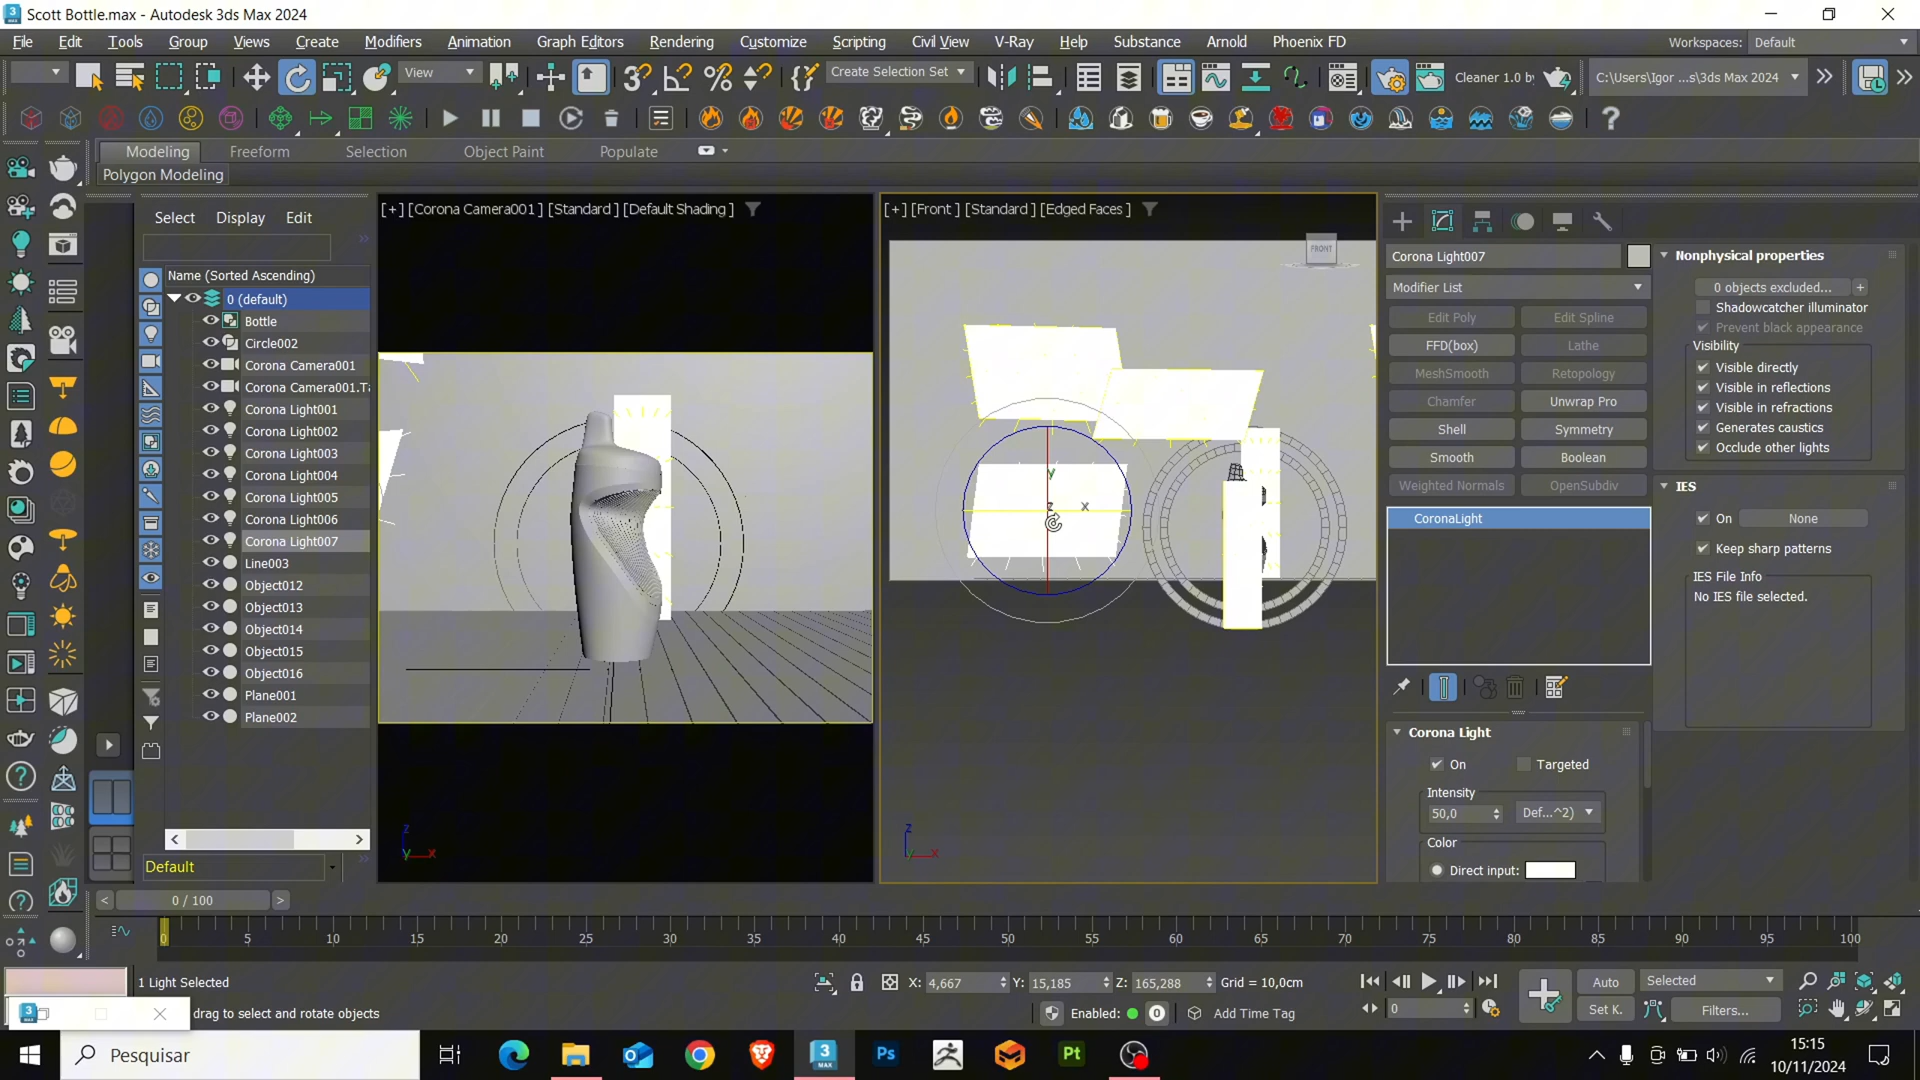 Scott Bottle.max - Autodesk 3ds Max 2024
File Edit Tools Group Views Create Modifiers Animation Graph Editors Rendering Customize Scripting Civil View V-Ray Help Substance Arnold Phoenix FD Workspaces: Default
View Create Selection Set Cleaner 1.0 by C:\Users\Igor ...s\3ds Max 2024
Modeling Freeform Selection Object Paint Populate
Polygon Modeling
Select Display Edit
Name (Sorted Ascending)
0 (default)
Bottle
Circle002
Corona Camera001
Corona Camera001.Ta
Corona Light001
Corona Light002
Corona Light003
Corona Light004
Corona Light005
Corona Light006
Corona Light007
Line003
Object012
Object013
Object014
Object015
Object016
Plane001
Plane002
Default
[+] [Corona Camera001] [Standard] [Default Shading]
z
y x
[+] [Front] [Standard] [Edged Faces]
FRONT
y
z x
z
y x
Corona Light007
Modifier List
Edit Poly Edit Spline
FFD(box) Lathe
MeshSmooth Retopology
Chamfer Unwrap Pro
Shell Symmetry
Smooth Boolean
Weighted Normals OpenSubdiv
CoronaLight
Corona Light
On Targeted
Intensity
50,0 Def...^2)
Color
Direct input:
Nonphysical properties
0 objects excluded... +
Shadowcatcher illuminator
Prevent black appearance
Visibility
Visible directly
Visible in reflections
Visible in refractions
Generates caustics
Occlude other lights
IES
On None
Keep sharp patterns
IES File Info
No IES file selected.
< 0 / 100 >
0 5 10 15 20 25 30 35 40 45 50 55 60 65 70 75 80 85 90 95 100
1 Light Selected X: 4,667 Y: 15,185 Z: 165,288 Grid = 10,0cm Auto Selected
drag to select and rotate objects Enabled: 0 Add Time Tag 0 Set K. Filters...
Pesquisar
15:15
10/11/2024